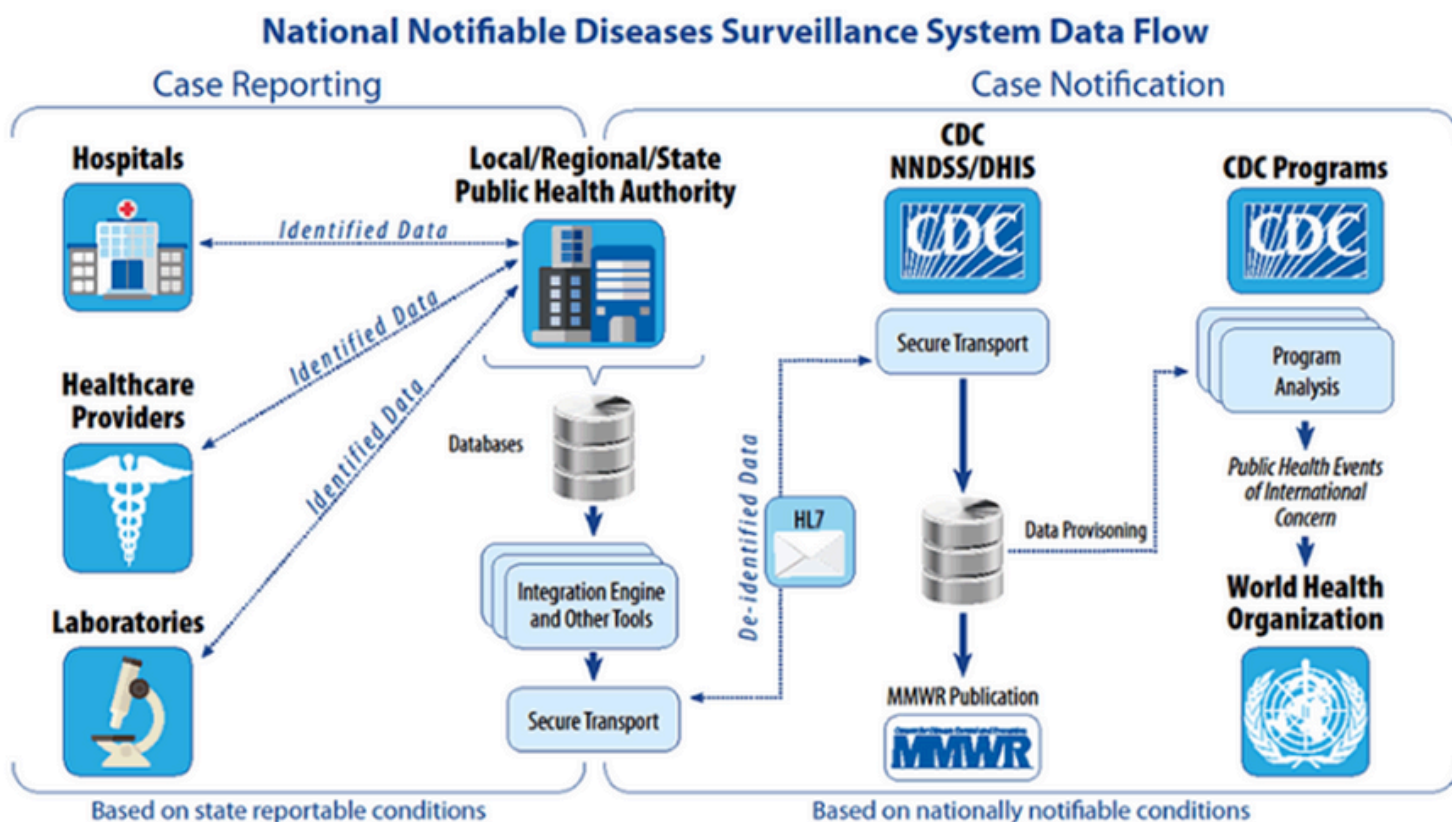 National Notifiable Diseases Surveillance System Data Flow
Case Reporting
Case Notification
Hospitals
Local/Regional/State
Public Health Authority
CDC
NNDSS/DHIS
CDC Programs
Identified Data
CDC
CDC
Healthcare
Providers
Identified Data
Secure Transport
Program
Analysis
Databases
Identified Data
De-identified Data
HL7
Data Provisoning
Public Health Events
of International
Concern
Laboratories
Integration Engine
and Other Tools
World Health
Organization
Secure Transport
MMWR Publication
MMWR
Based on state reportable conditions
Based on nationally notifiable conditions